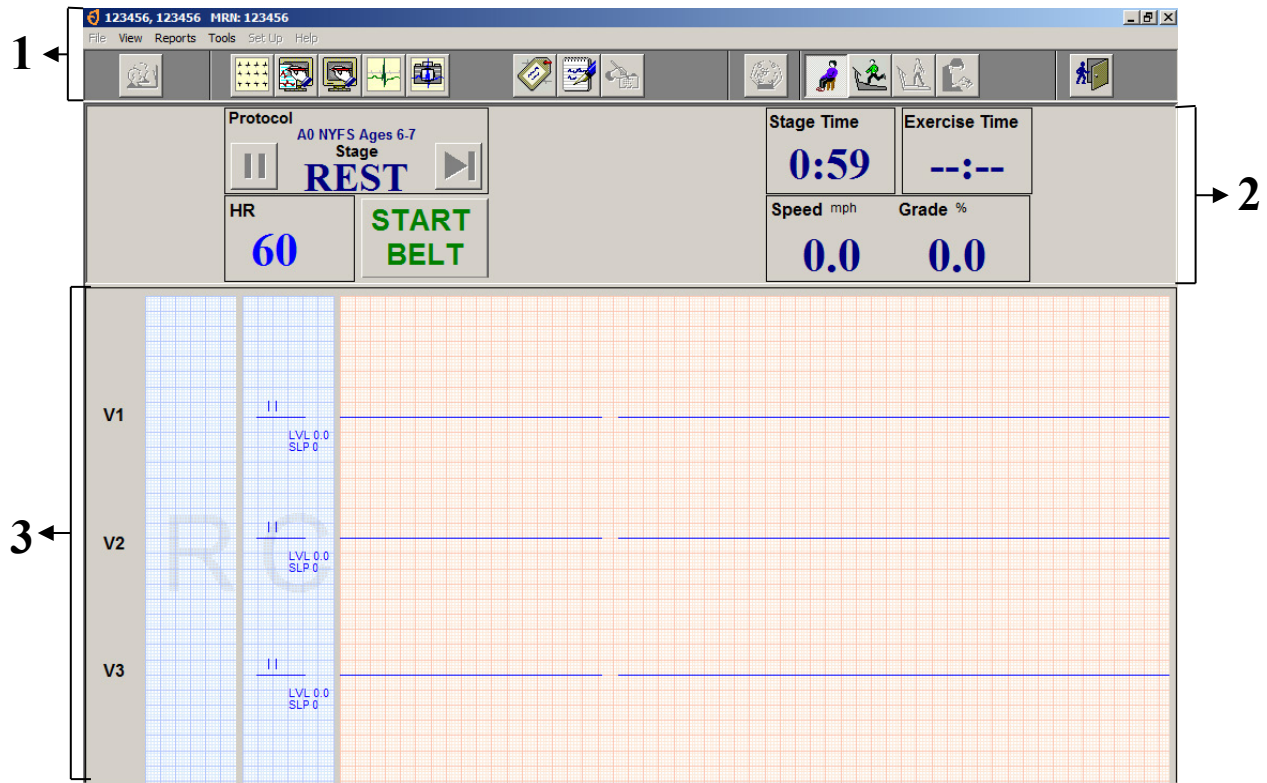 123456, 123456 MRN: 123456
File View Reports Tools Set Up Help
1
Protocol
A0 NYFS Ages 6-7
Stage
REST
Stage Time
0:59
Exercise Time
--:--
HR
60
START
BELT
Speed mph
0.0
Grade %
0.0
2
V1
LVL 0.0
SLP 0
V2
R C
LVL 0.0
SLP 0
3
V3
LVL 0.0
SLP 0